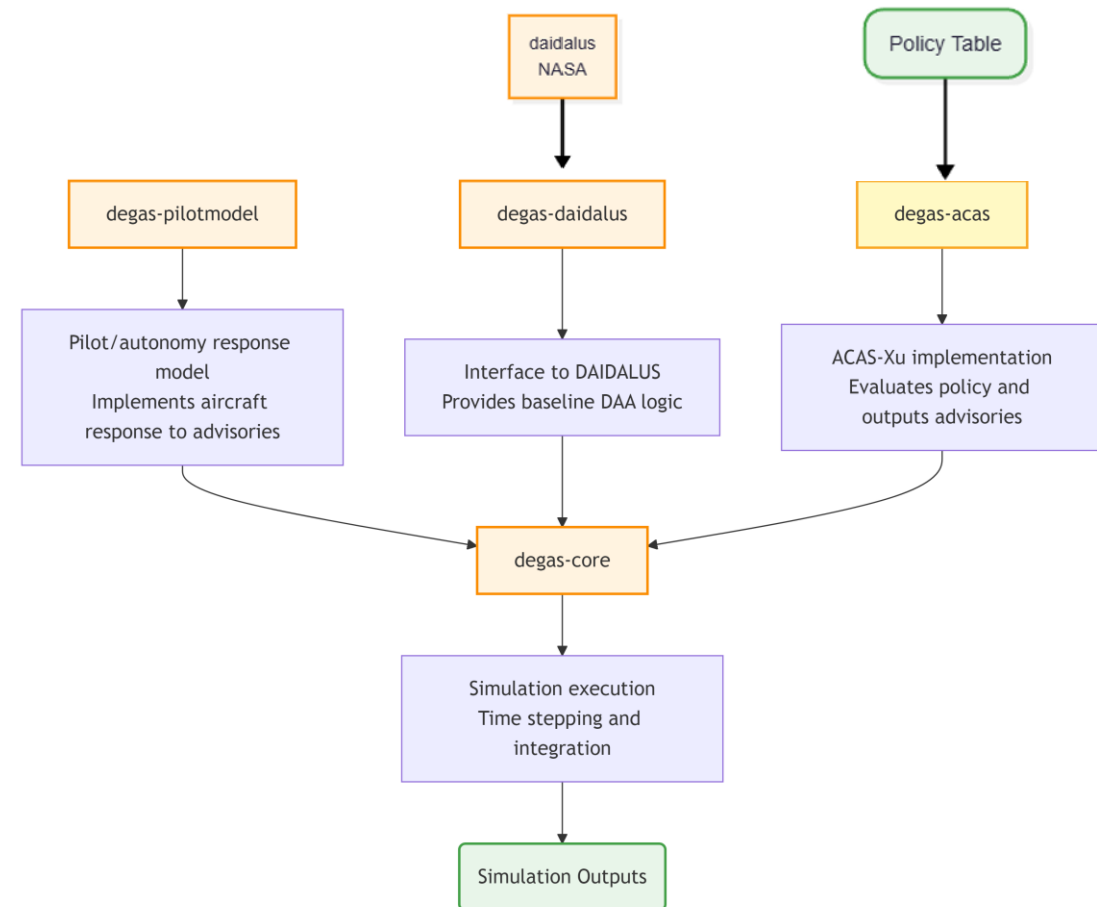 daidalus
NASA
Policy Table
degas-pilotmodel
degas-daidalus
degas-acas
Pilot/autonomy response
model
Implements aircraft
response to advisories
Interface to DAIDALUS
Provides baseline DAA logic
ACAS-Xu implementation
Evaluates policy and
outputs advisories
degas-core
Simulation execution
Time stepping and
integration
Simulation Outputs